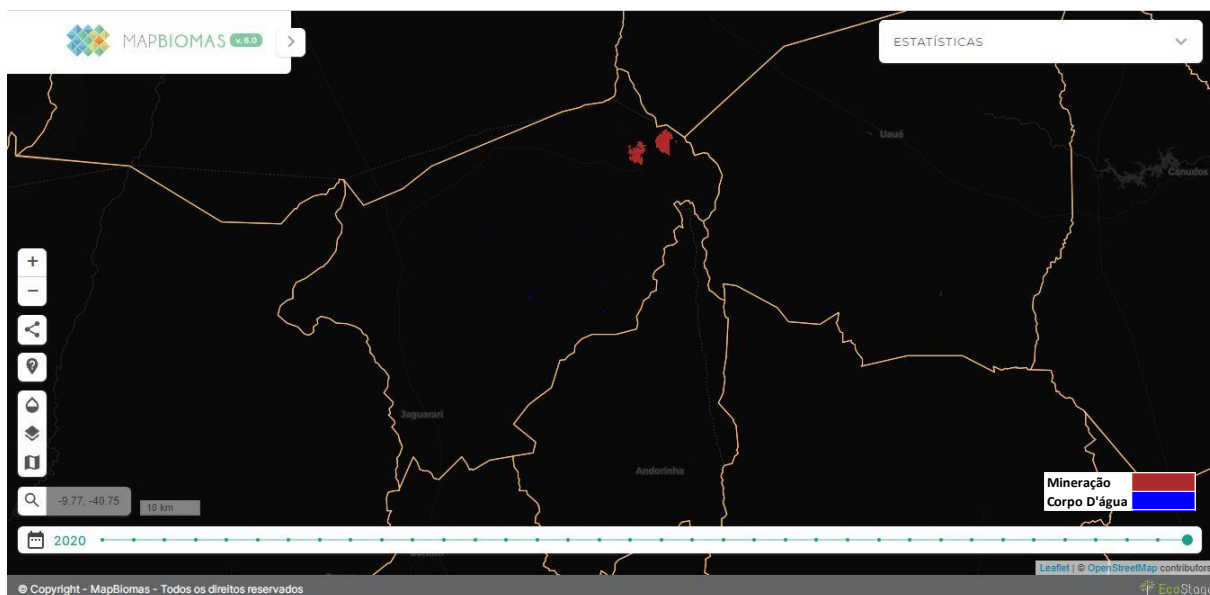 MAPBIOMAS v. 6.0 >
ESTATÍSTICAS
Uauá
Canudos
Jaguarari
Andorinha
Mineração
Corpo D'água
-9.77, -40.75
10 km
2020
Leaflet | © OpenStreetMap contributors
© Copyright - MapBiomas - Todos os direitos reservados
EcoStage